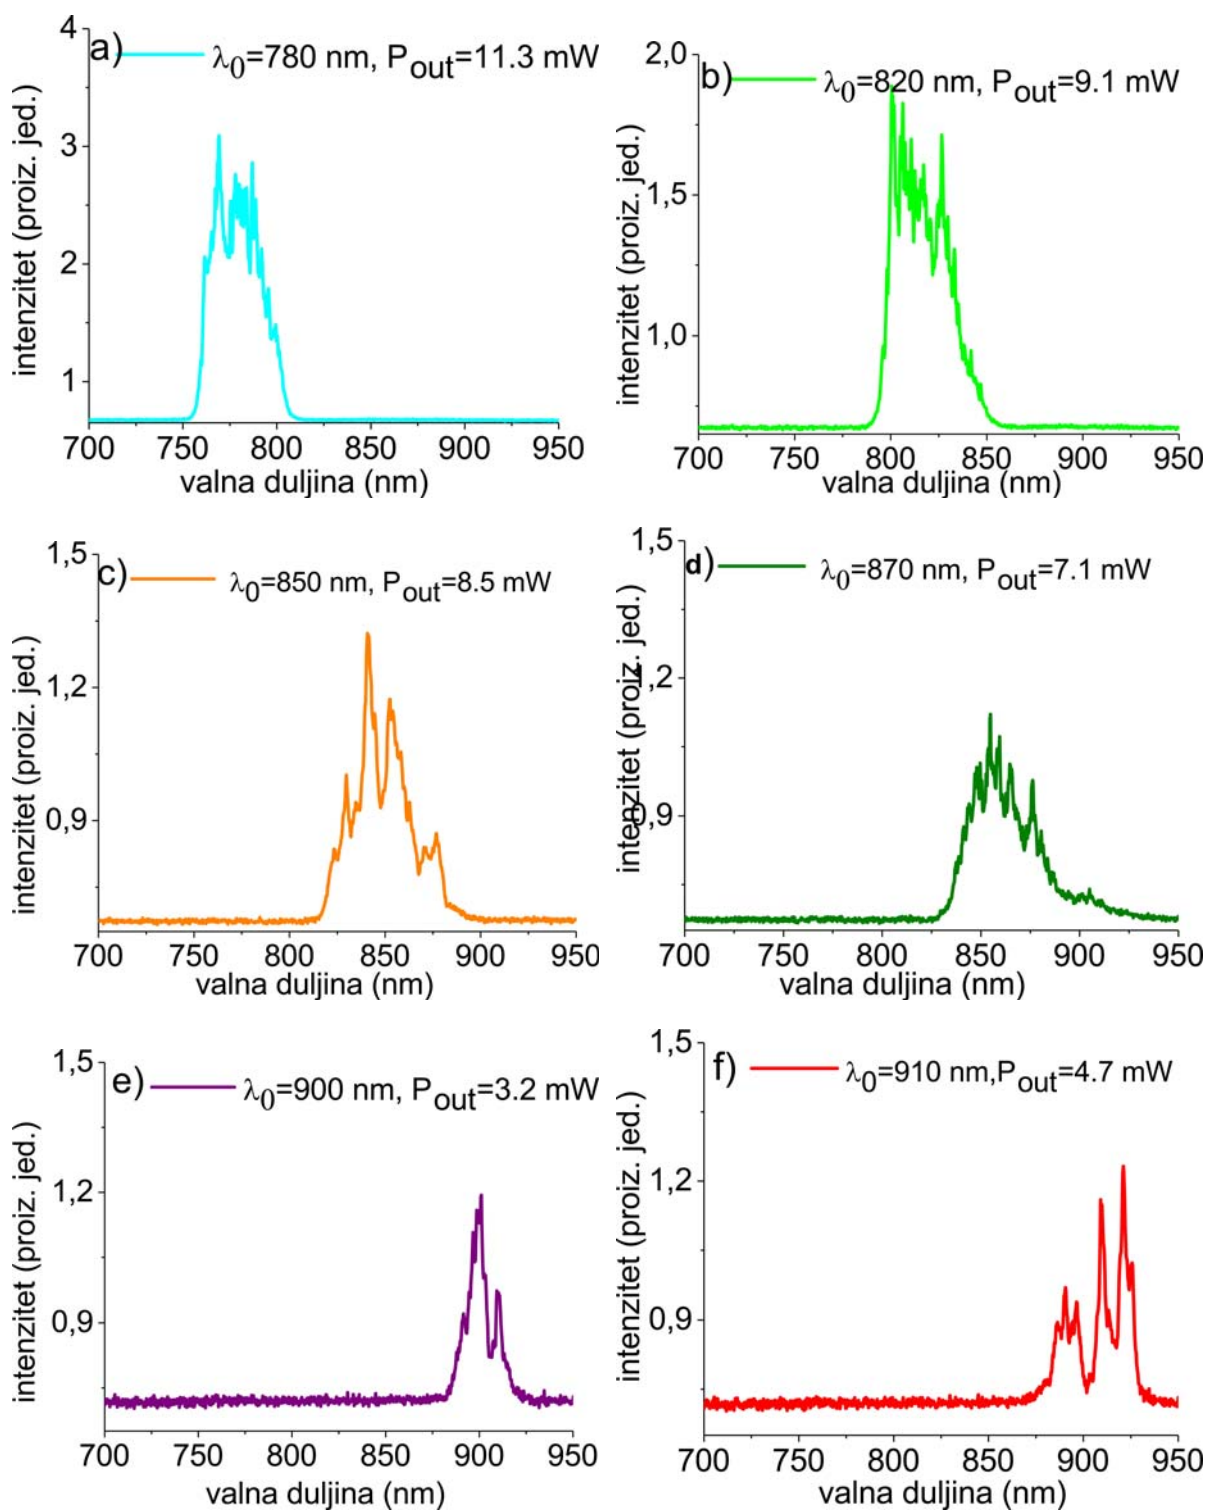 a) λ0=780 nm, Pout=11.3 mW
intenzitet (proiz. jed.)
4
3
2
1
700 750 800 850 900 950
valna duljina (nm)
b) λ0=820 nm, Pout=9.1 mW
intenzitet (proiz. jed.)
2,0
1,5
1,0
700 750 800 850 900 950
valna duljina (nm)
c) λ0=850 nm, Pout=8.5 mW
intenzitet (proiz. jed.)
1,5
1,2
0,9
700 750 800 850 900 950
valna duljina (nm)
d) λ0=870 nm, Pout=7.1 mW
intenzitet (proiz. jed.)
1,5
1,2
0,9
700 750 800 850 900 950
valna duljina (nm)
e) λ0=900 nm, Pout=3.2 mW
intenzitet (proiz. jed.)
1,5
1,2
0,9
700 750 800 850 900 950
valna duljina (nm)
f) λ0=910 nm,Pout=4.7 mW
intenzitet (proiz. jed.)
1,5
1,2
0,9
700 750 800 850 900 950
valna duljina (nm)